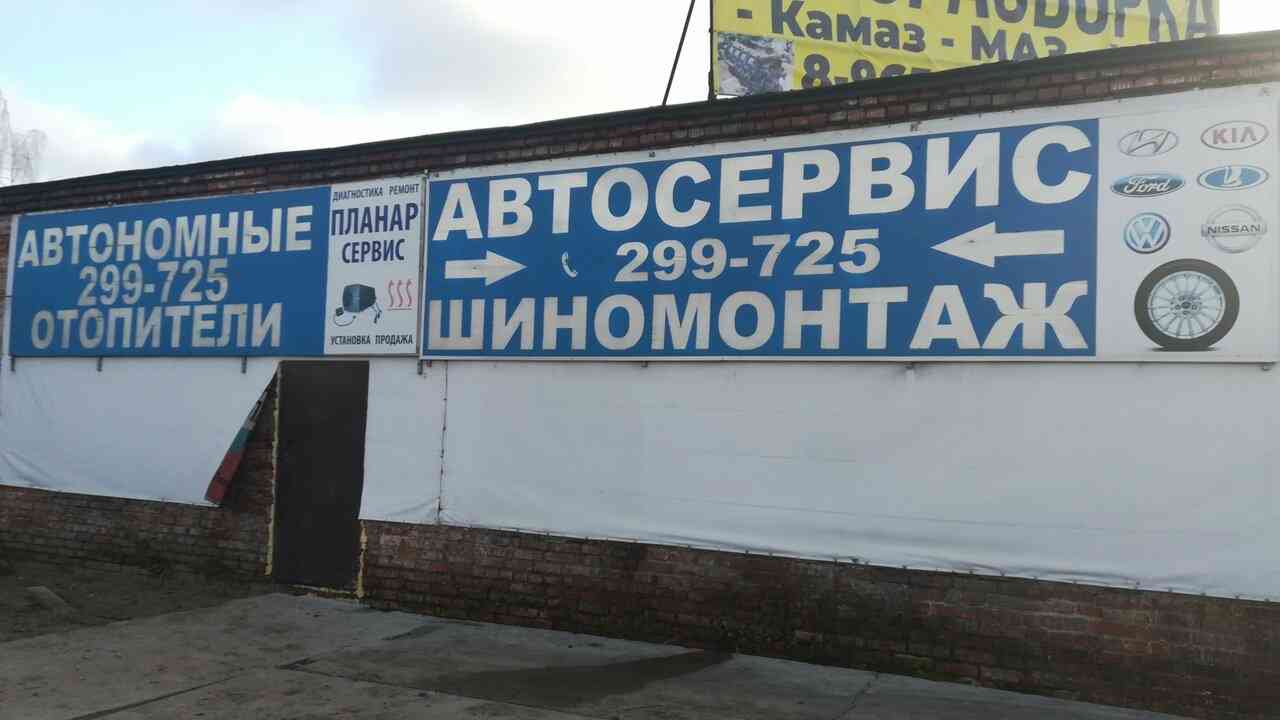 - Камаз - МАЗ
АВТОНОМНЫЕ
299-725
ОТОПИТЕЛИ
ДИАГНОСТИКА РЕМОНТ
ПЛАНАР
СЕРВИС
УСТАНОВКА ПРОДАЖА
АВТОСЕРВИС
299-725
ШИНОМОНТАЖ
KIA
Ford
NISSAN